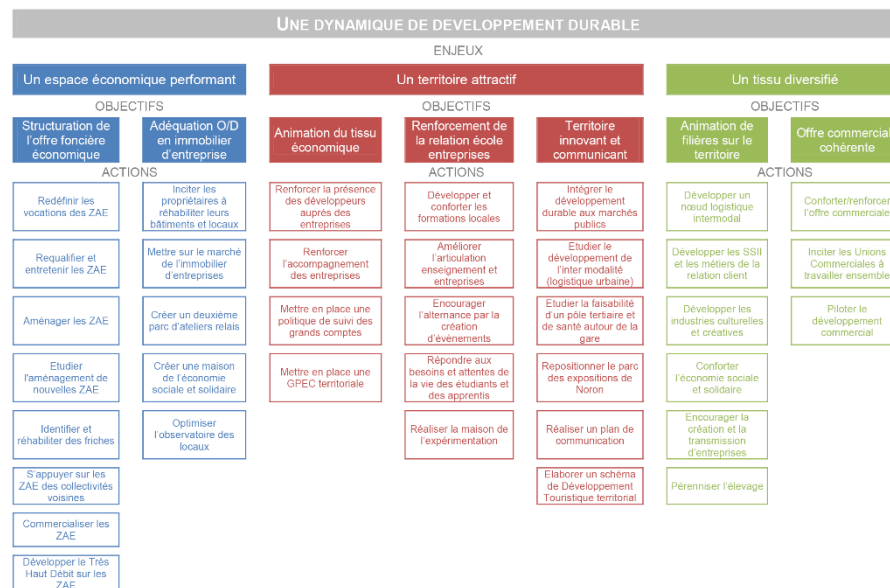 UNE DYNAMIQUE DE DEVELOPPEMENT DURABLE
ENJEUX
Un espace économique performant
Un territoire attractif
Un tissu diversifié
OBJECTIFS
OBJECTIFS
OBJECTIFS
Structuration de
l'offre foncière
économique
Adéquation O/D
en immobilier
d'entreprise
Animation du tissu
économique
Renforcement de
la relation école
entreprises
Territoire
innovant et
communicant
Animation de
filières sur le
territoire
Offre commercial
cohérente
ACTIONS
ACTIONS
ACTIONS
Redéfinir les
vocations des ZAE
Requalifier et
entretenir les ZAE
Aménager les ZAE
Etudier
l'aménagement de
nouvelles ZAE
Identifier et
réhabiliter des friches
S'appuyer sur les
ZAE des collectivités
voisines
Commercialiser les
ZAE
Développer le Très
Haut Débit sur les
ZAE
Inciter les
propriétaires à
réhabiliter leurs
bâtiments et locaux
Mettre sur le marché
de l'immobilier
d'entreprises
Créer un deuxième
parc d'ateliers relais
Créer une maison
de l'économie
sociale et solidaire
Optimiser
l'observatoire des
locaux
Renforcer la présence
des développeurs
auprès des
entreprises
Renforcer
l'accompagnement
des entreprises
Mettre en place une
politique de suivi des
grands comptes
Mettre en place une
GPEC territoriale
Développer et
conforter les
formations locales
Améliorer
l'articulation
enseignement et
entreprises
Encourager
l'alternance par la
création
d'évènements
Répondre aux
besoins et attentes de
la vie des étudiants et
des apprentis
Réaliser la maison de
l'expérimentation
Intégrer le
développement
durable aux marchés
publics
Etudier le
développement de
l'inter modalité
(logistique urbaine)
Etudier la faisabilité
d'un pôle tertiaire et
de santé autour de la
gare
Repositionner le parc
des expositions de
Noron
Réaliser un plan de
communication
Elaborer un schéma
de Développement
Touristique territorial
Développer un
nœud logistique
intermodal
Développer les SSII
et les métiers de la
relation client
Développer les
industries culturelles
et créatives
Conforter
l'économie sociale
et solidaire
Encourager la
création et la
transmission
d'entreprises
Pérenniser l'élevage
Conforter/renforcer
l'offre commerciale
Inciter les Unions
Commerciales à
travailler ensemble
Piloter le
développement
commercial